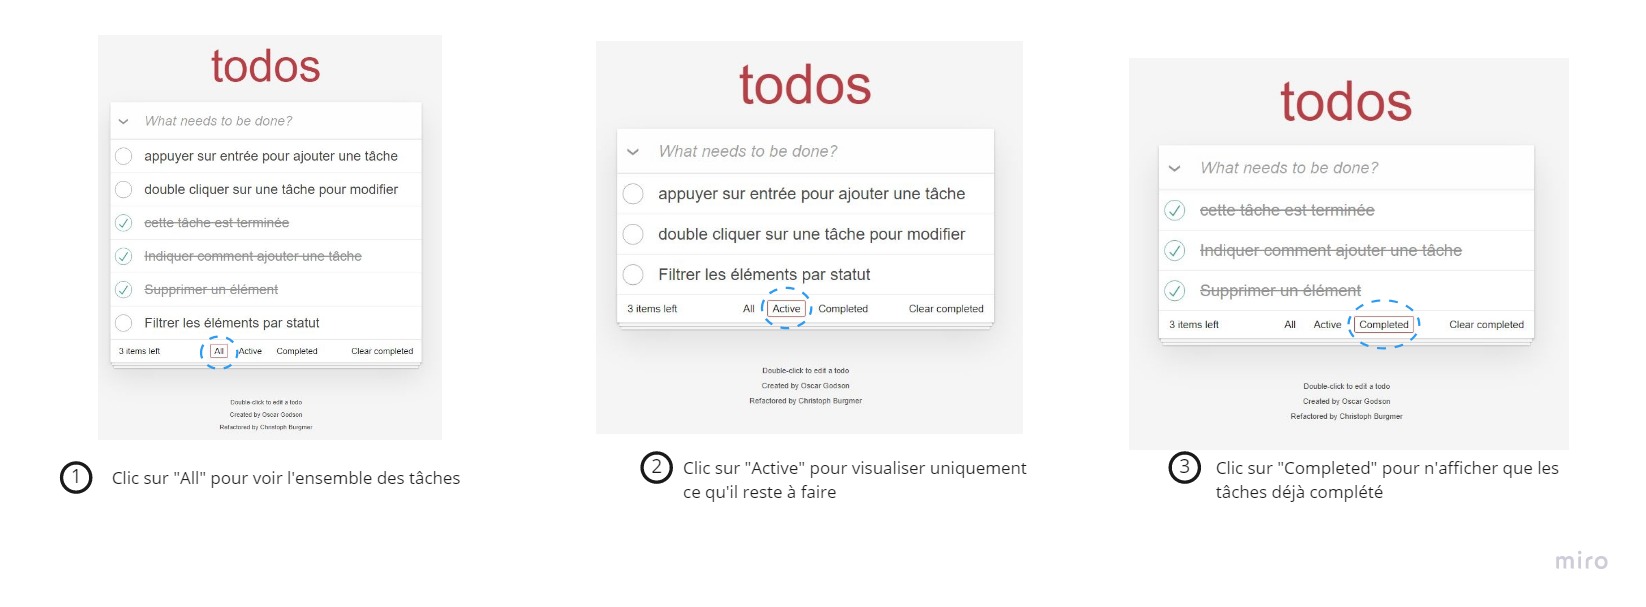 todos
What needs to be done?
appuyer sur entrée pour ajouter une tâche
double cliquer sur une tâche pour modifier
cette tâche est terminée
Indiquer comment ajouter une tâche
Supprimer un élément
Filtrer les éléments par statut
3 items left All Active Completed Clear completed
Double-click to edit a todo
Created by Oscar Godson
Refactored by Christoph Burgmer
1 Clic sur "All" pour voir l'ensemble des tâches
todos
What needs to be done?
appuyer sur entrée pour ajouter une tâche
double cliquer sur une tâche pour modifier
Filtrer les éléments par statut
3 items left All Active Completed Clear completed
Double-click to edit a todo
Created by Oscar Godson
Refactored by Christoph Burgmer
2 Clic sur "Active" pour visualiser uniquement
ce qu'il reste à faire
todos
What needs to be done?
cette tâche est terminée
Indiquer comment ajouter une tâche
Supprimer un élément
3 items left All Active Completed Clear completed
Double-click to edit a todo
Created by Oscar Godson
Refactored by Christoph Burgmer
3 Clic sur "Completed" pour n'afficher que les
tâches déjà complété
miro